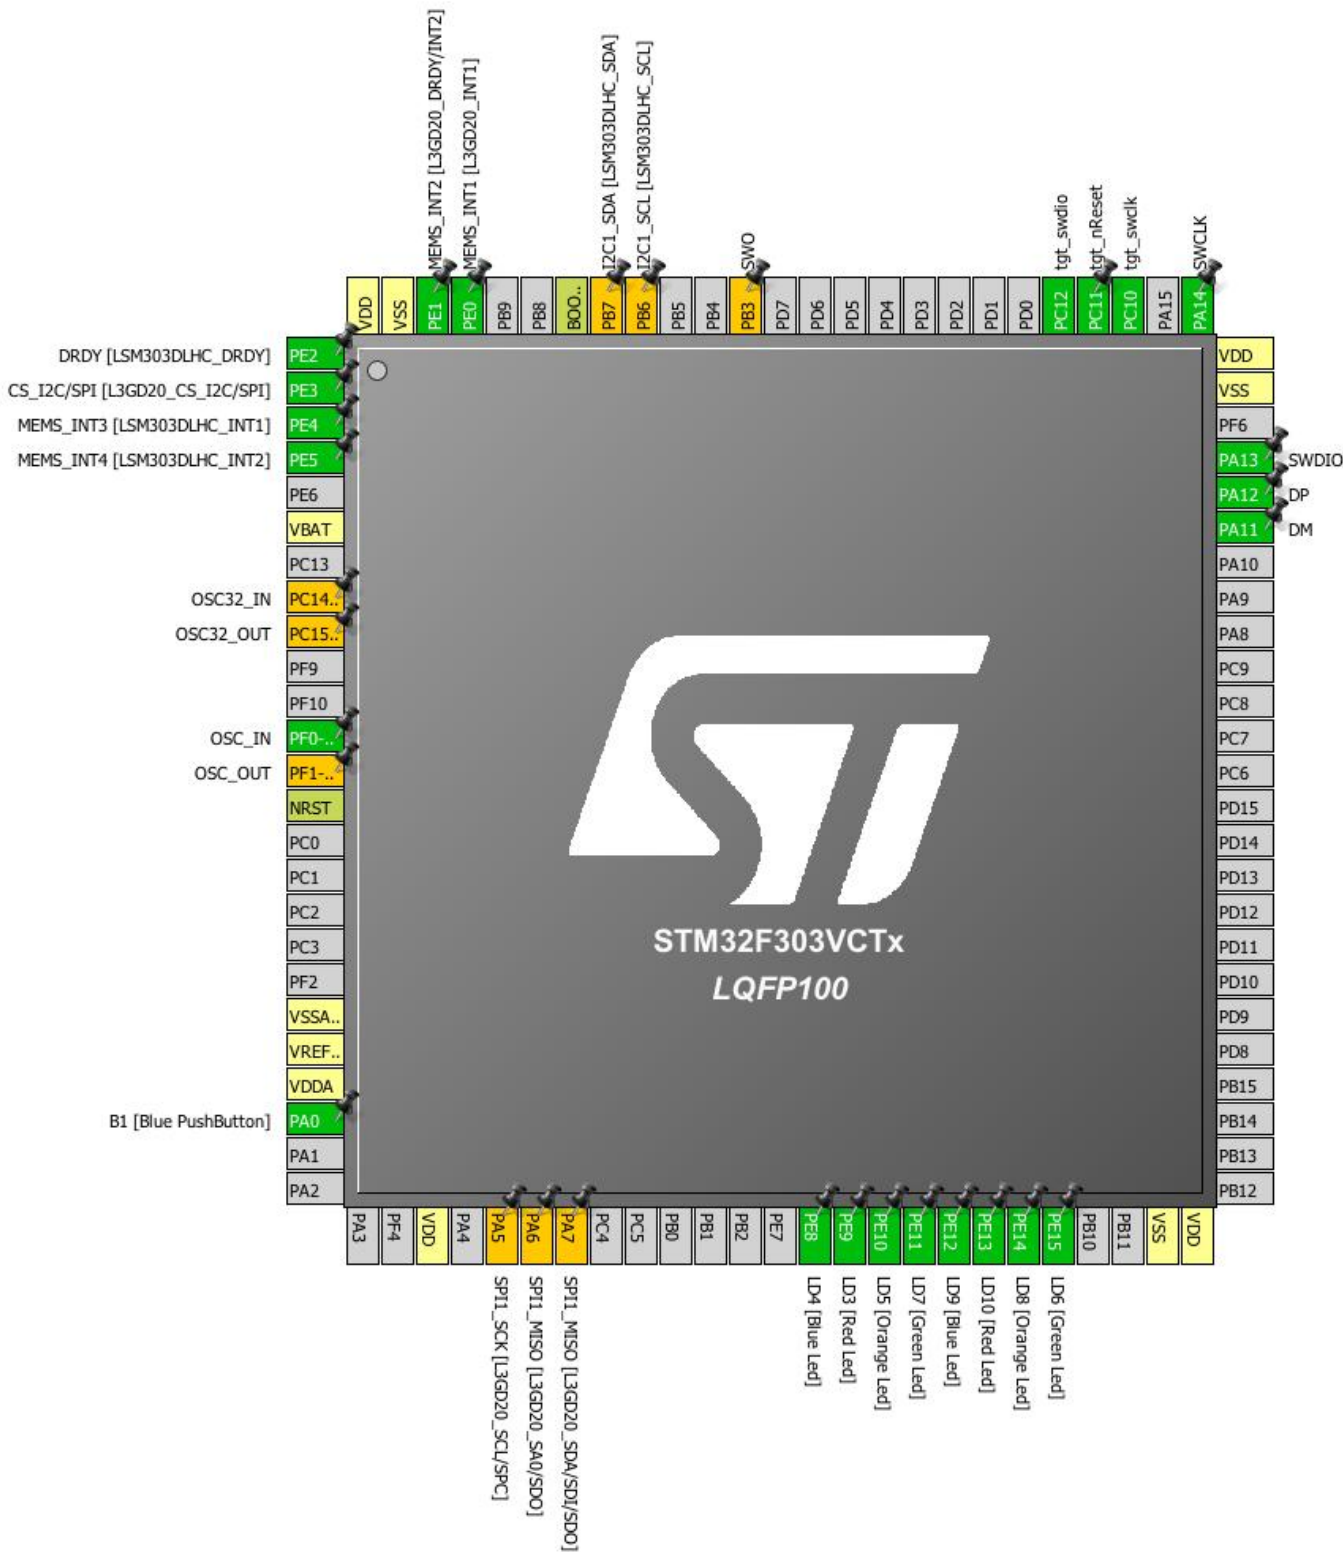 MEMS_INT2 [L3GD20_DRDY/INT2]
MEMS_INT1 [L3GD20_INT1]
I2C1_SDA [LSM303DLHC_SDA]
I2C1_SCL [LSM303DLHC_SCL]
SWO
tgt_swdio
tgt_nReset
tgt_swclk
SWCLK
VDD
VSS
PE1
PE0
PB9
PB8
BOO..
PB7
PB6
PB5
PB4
PB3
PD7
PD6
PD5
PD4
PD3
PD2
PD1
PD0
PC12
PC11
PC10
PA15
PA14
DRDY [LSM303DLHC_DRDY] PE2
CS_I2C/SPI [L3GD20_CS_I2C/SPI] PE3
MEMS_INT3 [LSM303DLHC_INT1] PE4
MEMS_INT4 [LSM303DLHC_INT2] PE5
PE6
VBAT
PC13
OSC32_IN PC14..
OSC32_OUT PC15..
PF9
PF10
OSC_IN PF0-..
OSC_OUT PF1-..
NRST
PC0
PC1
PC2
PC3
PF2
VSSA..
VREF..
VDDA
B1 [Blue PushButton] PA0
PA1
PA2
STM32F303VCTx
LQFP100
VDD
VSS
PF6
PA13 SWDIO
PA12 DP
PA11 DM
PA10
PA9
PA8
PC9
PC8
PC7
PC6
PD15
PD14
PD13
PD12
PD11
PD10
PD9
PD8
PB15
PB14
PB13
PB12
PA3
PF4
VDD
PA4
PA5
PA6
PA7
PC4
PC5
PB0
PB1
PB2
PE7
PE8
PE9
PE10
PE11
PE12
PE13
PE14
PE15
PB10
PB11
VSS
VDD
SPI1_SCK [L3GD20_SCL/SPC]
SPI1_MISO [L3GD20_SA0/SDO]
SPI1_MISO [L3GD20_SDA/SDI/SDO]
LD4 [Blue Led]
LD3 [Red Led]
LD5 [Orange Led]
LD7 [Green Led]
LD9 [Blue Led]
LD10 [Red Led]
LD8 [Orange Led]
LD6 [Green Led]